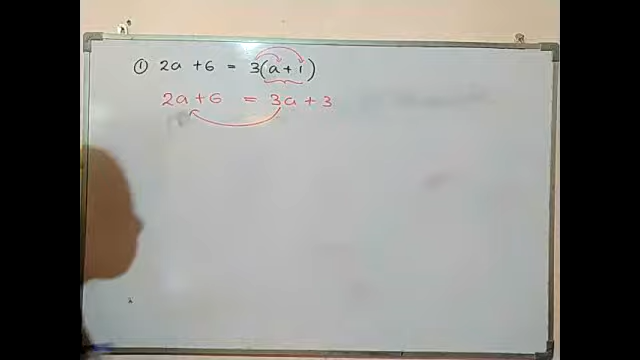 ① 2a + 6 = 3(a + 1)
2a + 6 = 3a + 3